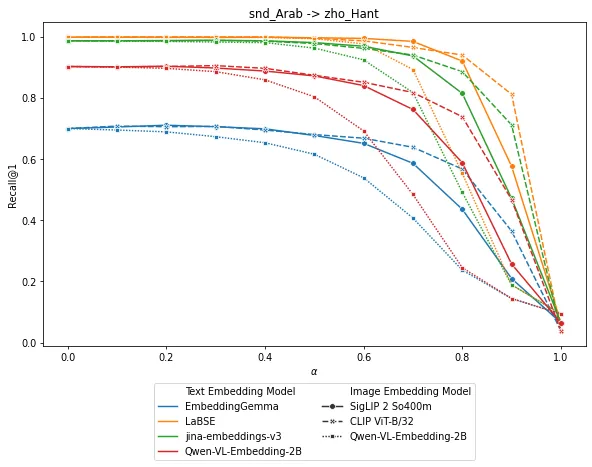 snd_Arab -> zho_Hant
Recall@1
1.0
0.8
0.6
0.4
0.2
0.0
0.0 0.2 0.4 0.6 0.8 1.0
α
Text Embedding Model
EmbeddingGemma
LaBSE
jina-embeddings-v3
Qwen-VL-Embedding-2B
Image Embedding Model
SigLIP 2 So400m
CLIP ViT-B/32
Qwen-VL-Embedding-2B